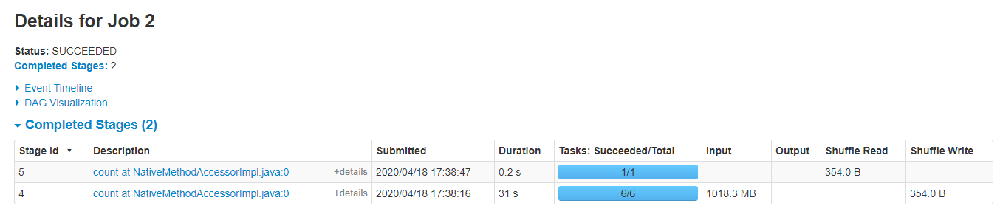 Details for Job 2
Status: SUCCEEDED
Completed Stages: 2
Event Timeline
DAG Visualization
Completed Stages (2)
Stage Id Description Submitted Duration Tasks: Succeeded/Total Input Output Shuffle Read Shuffle Write
5 count at NativeMethodAccessorImpl.java:0 +details 2020/04/18 17:38:47 0.2 s 1/1 354.0 B
4 count at NativeMethodAccessorImpl.java:0 +details 2020/04/18 17:38:16 31 s 6/6 1018.3 MB 354.0 B